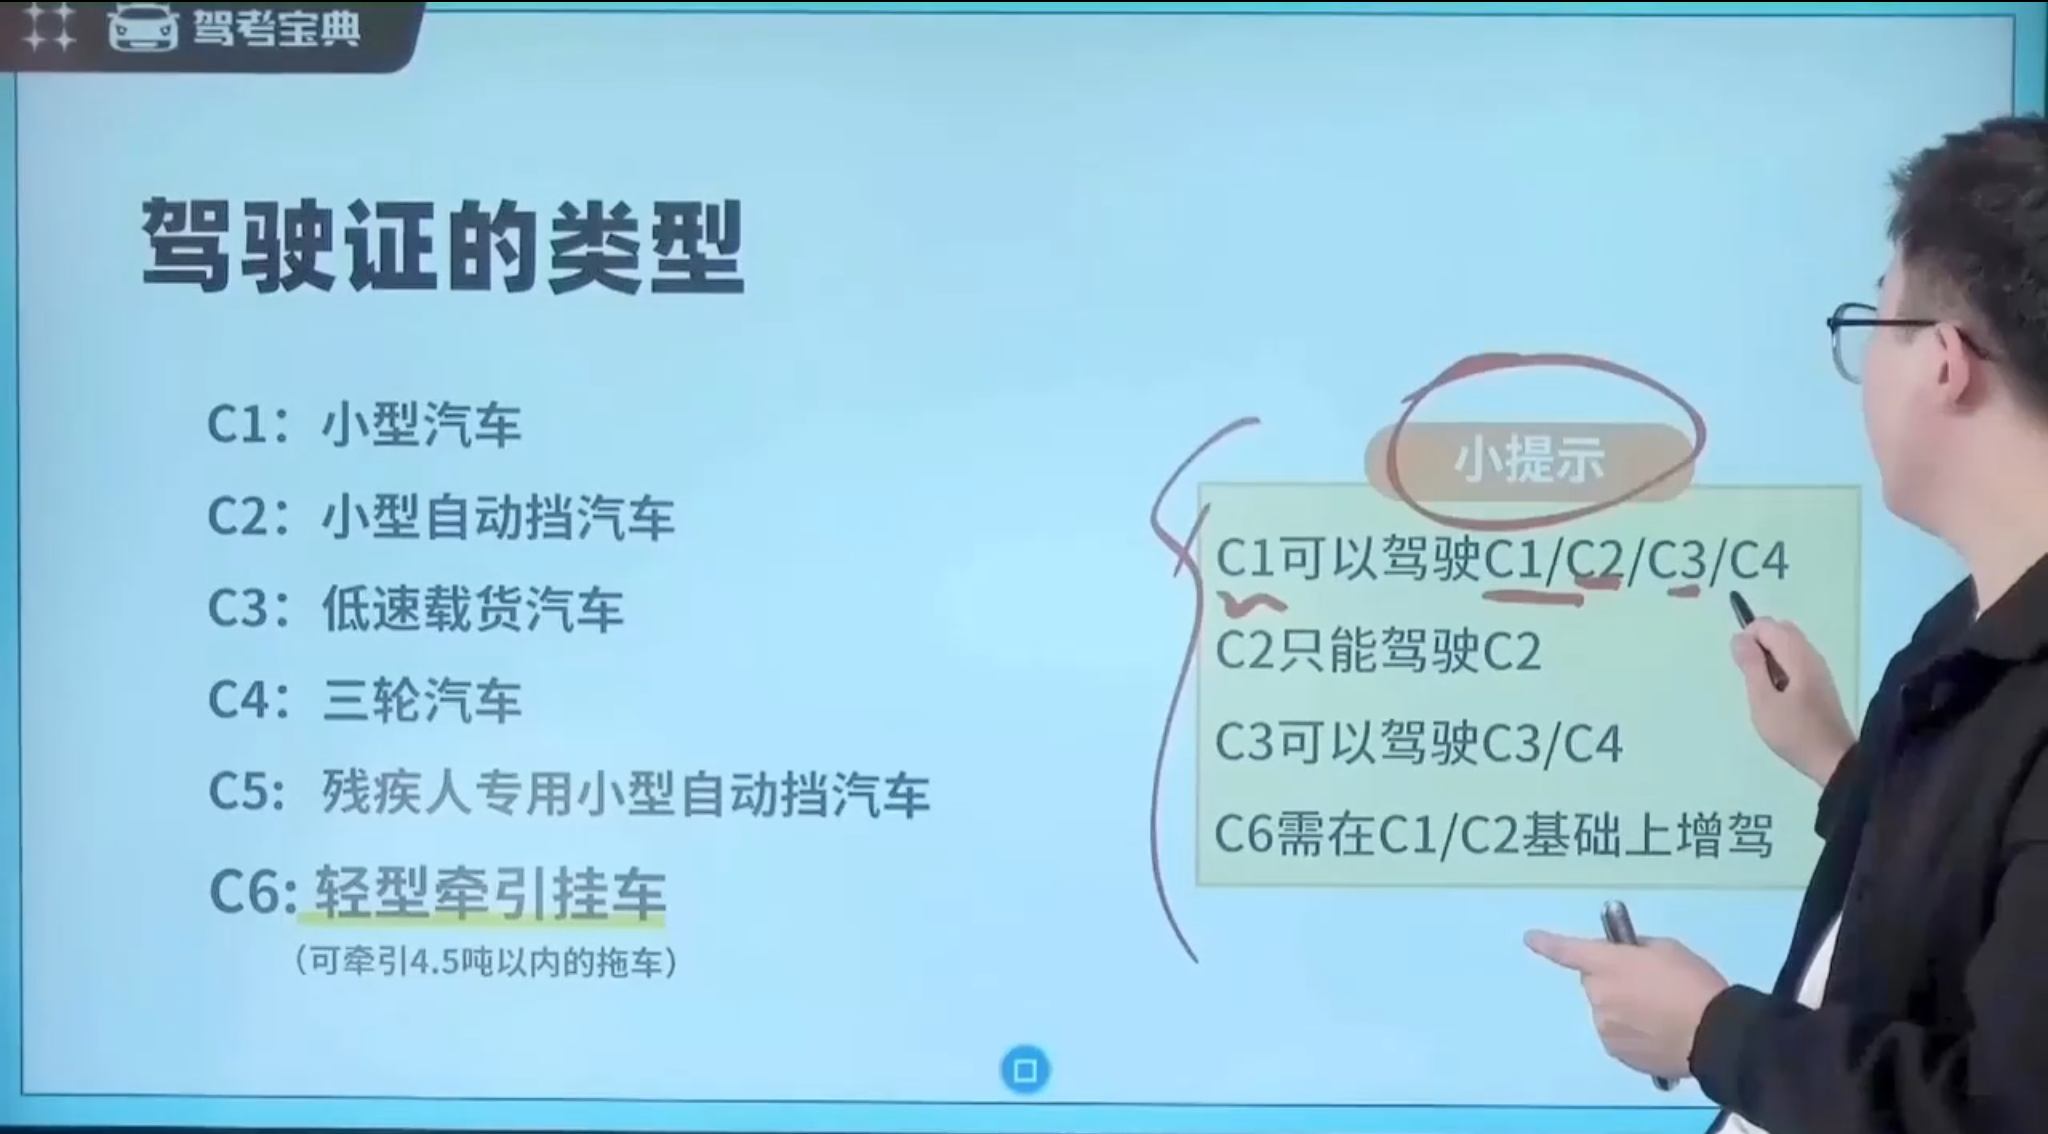 驾考宝典
驾驶证的类型
C1：小型汽车
C2：小型自动挡汽车
C3：低速载货汽车
C4：三轮汽车
C5：残疾人专用小型自动挡汽车
C6:轻型牵引挂车
（可牵引4.5吨以内的拖车）
小提示
C1可以驾驶C1/C2/C3/C4
C2只能驾驶C2
C3可以驾驶C3/C4
C6需在C1/C2基础上增驾